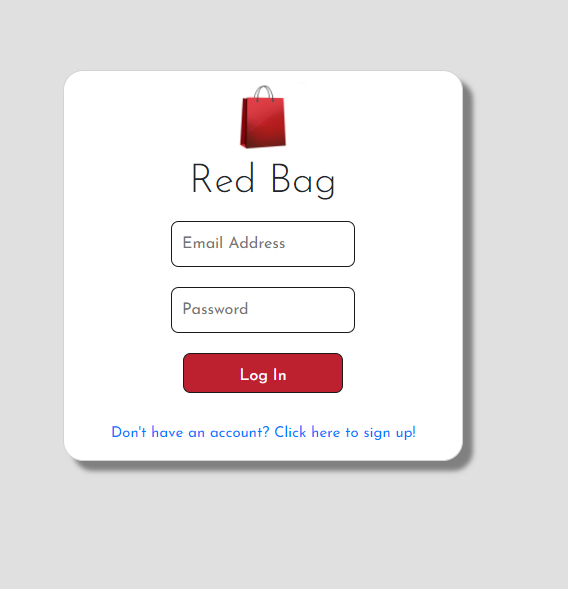 Red Bag
Email Address
Password
Log In
Don't have an account? Click here to sign up!